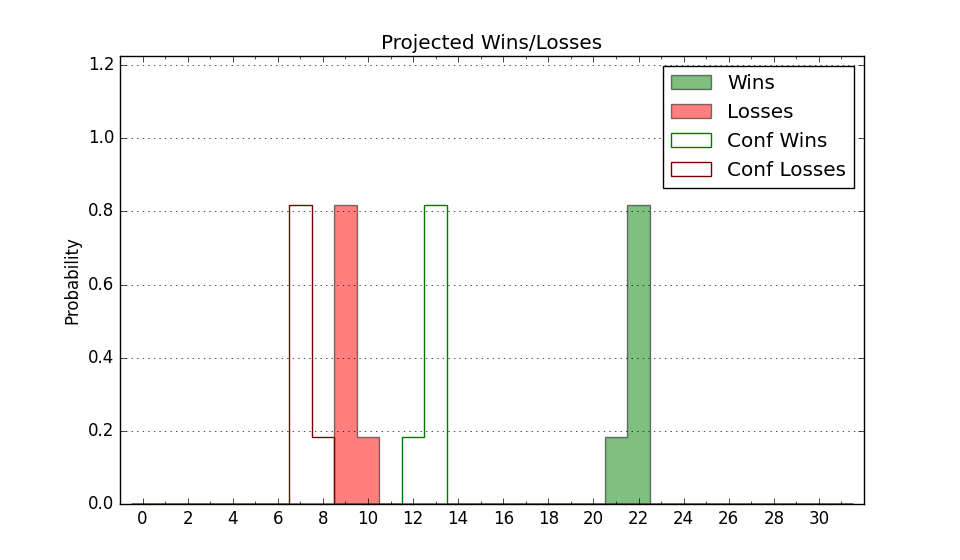 Projected Wins/Losses
1.2
1.0
0.8
0.6
0.4
0.2
0.0
Probability
Wins
Losses
Conf Wins
Conf Losses
0 2 4 6 8 10 12 14 16 18 20 22 24 26 28 30